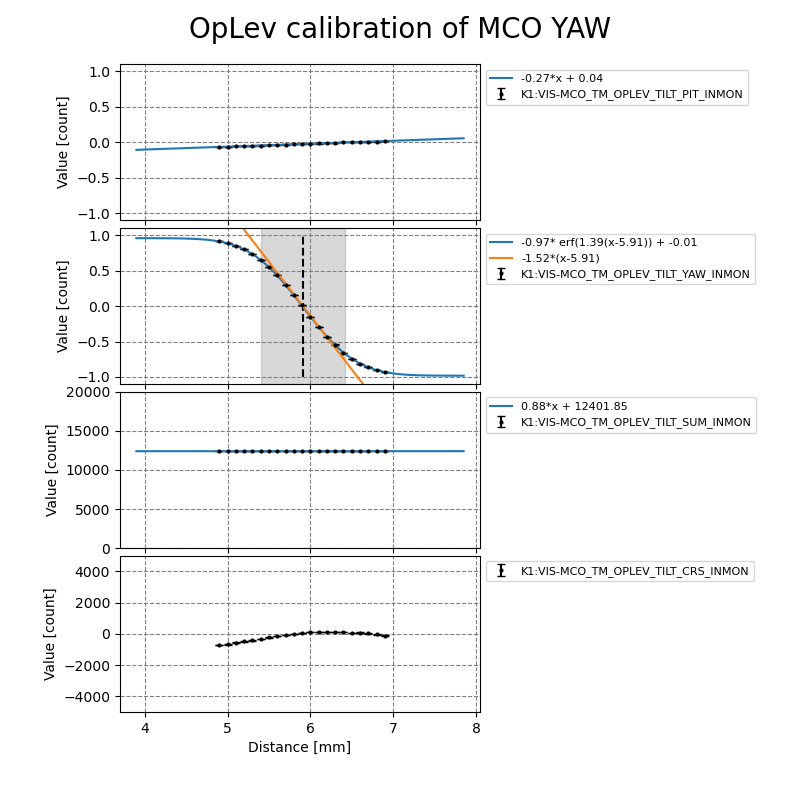 OpLev calibration of MCO YAW
1.0
0.5
0.0
−0.5
−1.0
Value [count]
-0.27*x + 0.04
K1:VIS-MCO_TM_OPLEV_TILT_PIT_INMON
1.0
0.5
0.0
−0.5
−1.0
Value [count]
-0.97* erf(1.39(x-5.91)) + -0.01
-1.52*(x-5.91)
K1:VIS-MCO_TM_OPLEV_TILT_YAW_INMON
20000
15000
10000
5000
0
Value [count]
0.88*x + 12401.85
K1:VIS-MCO_TM_OPLEV_TILT_SUM_INMON
4000
2000
0
−2000
−4000
Value [count]
K1:VIS-MCO_TM_OPLEV_TILT_CRS_INMON
4 5 6 7 8
Distance [mm]